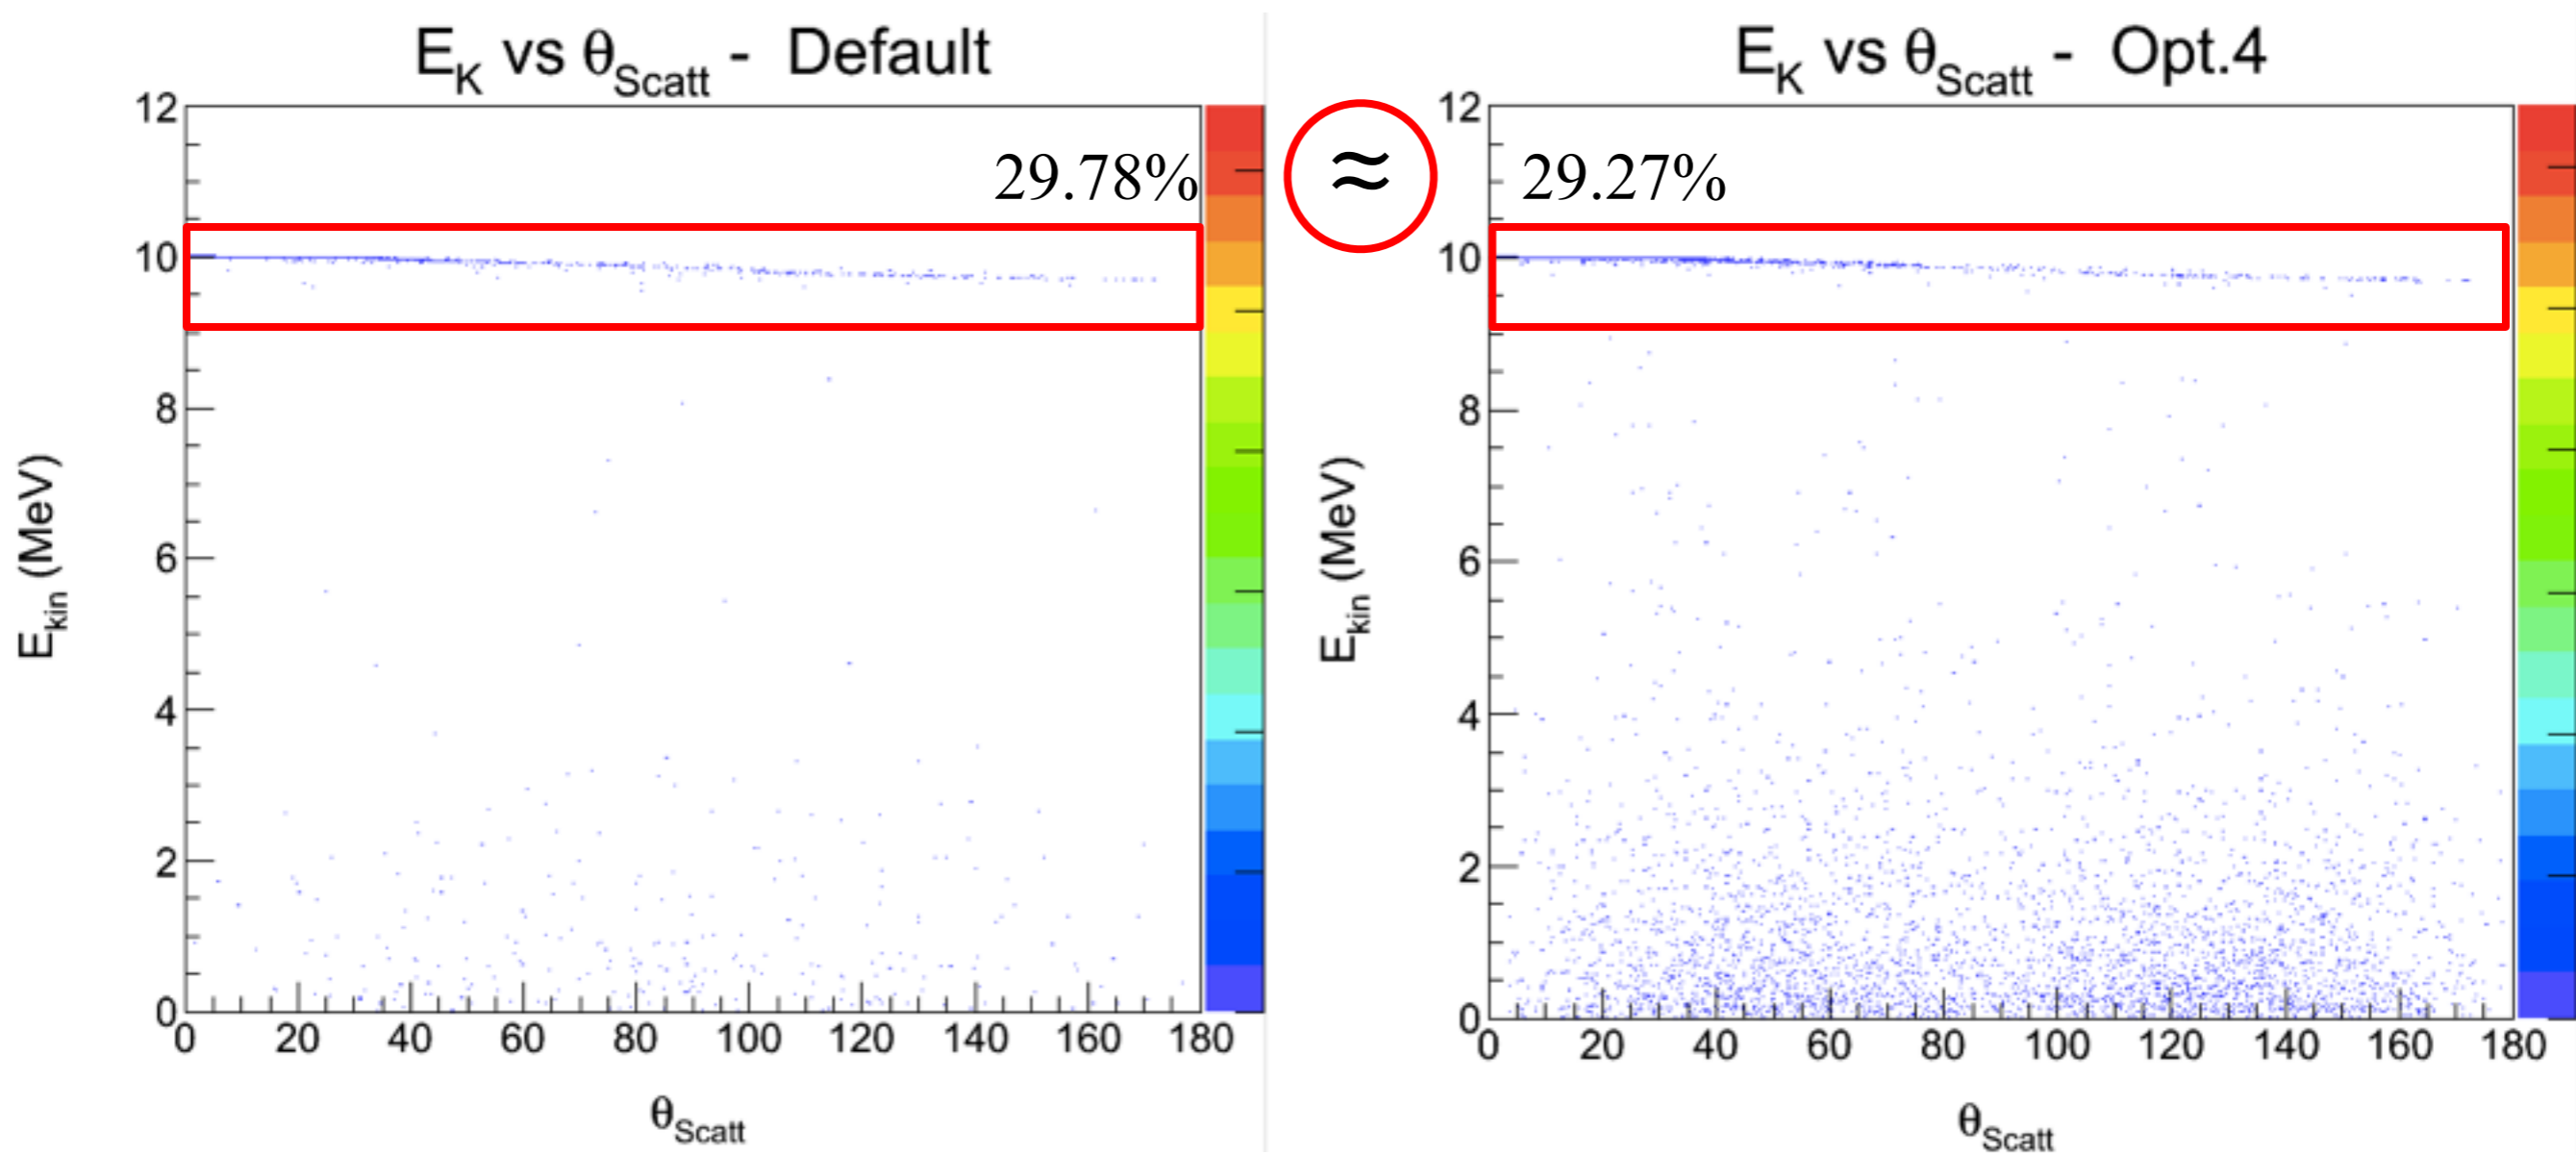 E_K vs θ_Scatt - Default
29.78%
12
10
8
6
4
2
0
E_kin (MeV)
0 20 40 60 80 100 120 140 160 180
θ_Scatt
≈
E_K vs θ_Scatt - Opt.4
29.27%
12
10
8
6
4
2
0
E_kin (MeV)
0 20 40 60 80 100 120 140 160 180
θ_Scatt